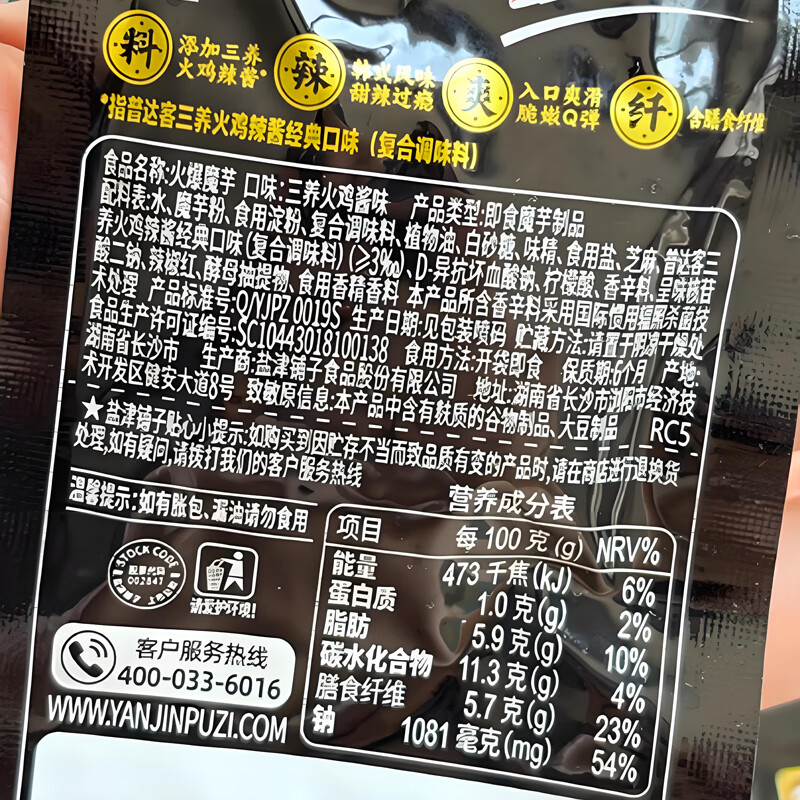 料
添加三养
火鸡辣酱*
辣
韩式风味
甜辣过瘾
爽
入口爽滑
脆嫩Q弹
纤
含膳食纤维
*指普达客三养火鸡辣酱经典口味（复合调味料）
食品名称:火爆魔芋 口味:三养火鸡酱味 产品类型:即食魔芋制品
配料表:水、魔芋粉、食用淀粉、复合调味料、植物油、白砂糖、味精、食用盐、芝麻、普达客三
养火鸡辣酱经典口味(复合调味料)(≥3‰)、D-异抗坏血酸钠、柠檬酸、香辛料、呈味核苷
酸二钠、辣椒红、酵母抽提物、食用香精香料 本产品所含香辛料采用国际惯用辐照杀菌技
术处理 产品标准号:Q/YJPZ 0019S 生产日期:见包装喷码 贮藏方法:请置于阴凉干燥处
食品生产许可证编号:SC10443018100138 食用方法:开袋即食 保质期:6个月 产地:
湖南省长沙市 生产商:盐津铺子食品股份有限公司 地址:湖南省长沙市浏阳市经济技
术开发区健安大道8号 致敏原信息:本产品中含有麸质的谷物制品、大豆制品 RC5
★盐津铺子贴心小提示:如购买到因贮存不当而致品质有变的产品时,请在商店进行退换货
处理,如有疑问,请拨打我们的客户服务热线
温馨提示:如有胀包、漏油请勿食用
STOCK CODE
002847
请爱护环境!
客户服务热线
400-033-6016
WWW.YANJINPUZI.COM
营养成分表
项目 每100克(g) NRV%
能量 473千焦(kJ) 6%
蛋白质 1.0克(g) 2%
脂肪 5.9克(g) 10%
碳水化合物 11.3克(g) 4%
膳食纤维 5.7克(g) 23%
钠 1081毫克(mg) 54%